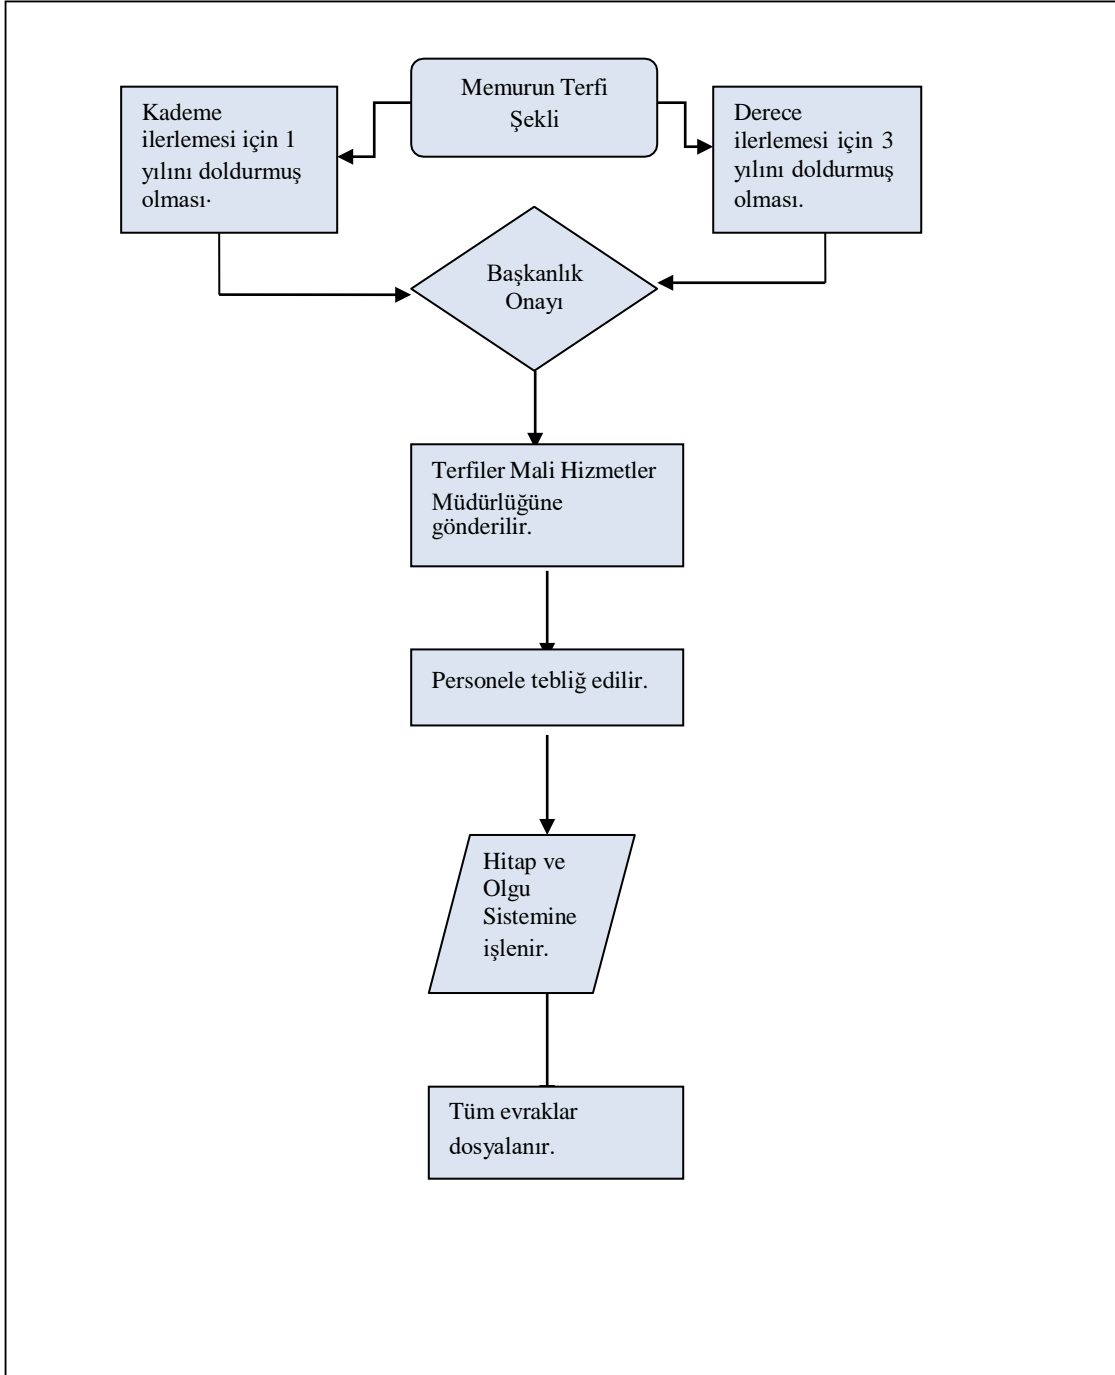 Memurun Terfi
Şekli
Kademe
ilerlemesi için 1
yılını doldurmuş
olması.
Derece
ilerlemesi için 3
yılını doldurmuş
olması.
Başkanlık
Onayı
Terfiler Mali Hizmetler
Müdürlüğüne
gönderilir.
Personele tebliğ edilir.
Hitap ve
Olgu
Sistemine
işlenir.
Tüm evraklar
dosyalanır.